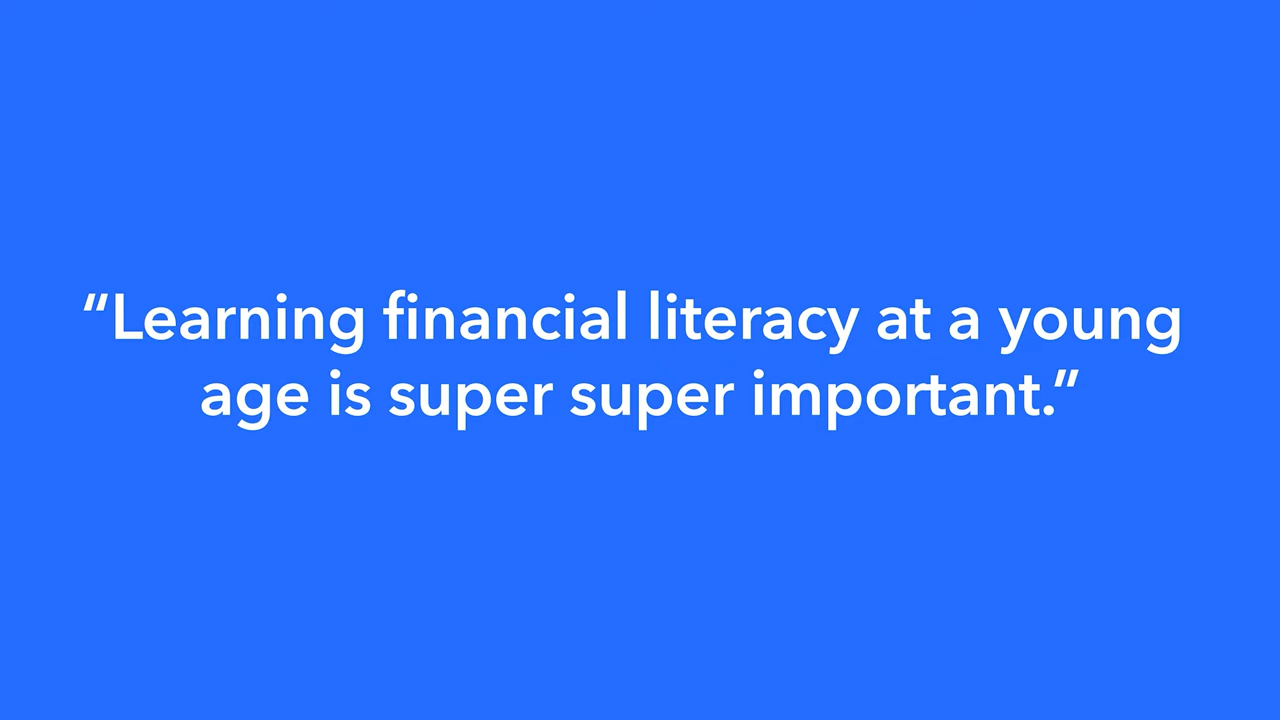 “Learning financial literacy at a young
age is super super important.”